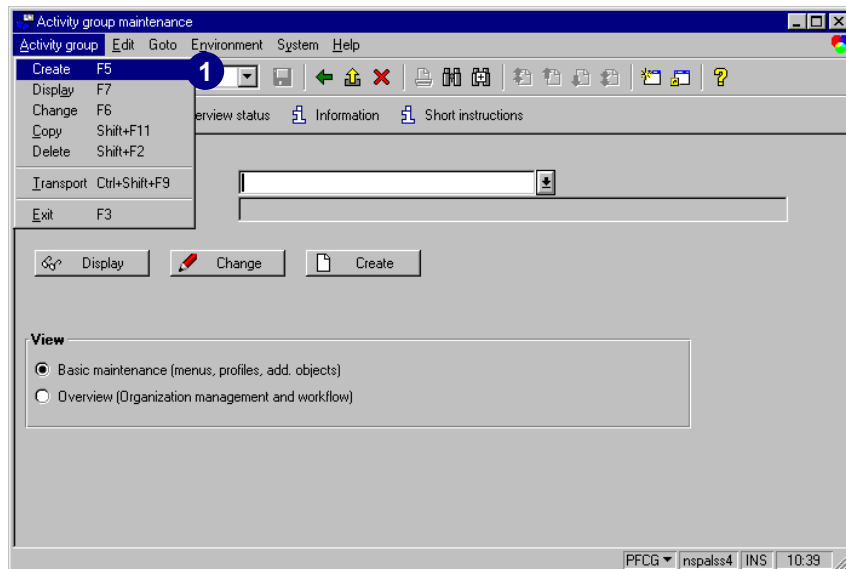 Activity group maintenance
Activity group Edit Goto Environment System Help
Create F5
1
Display F7
Change F6
Copy Shift+F11
Delete Shift+F2
Transport Ctrl+Shift+F9
Exit F3
erview status Information Short instructions
Display Change Create
View
Basic maintenance (menus, profiles, add. objects)
Overview (Organization management and workflow)
PFCG nspalss4 INS 10:39